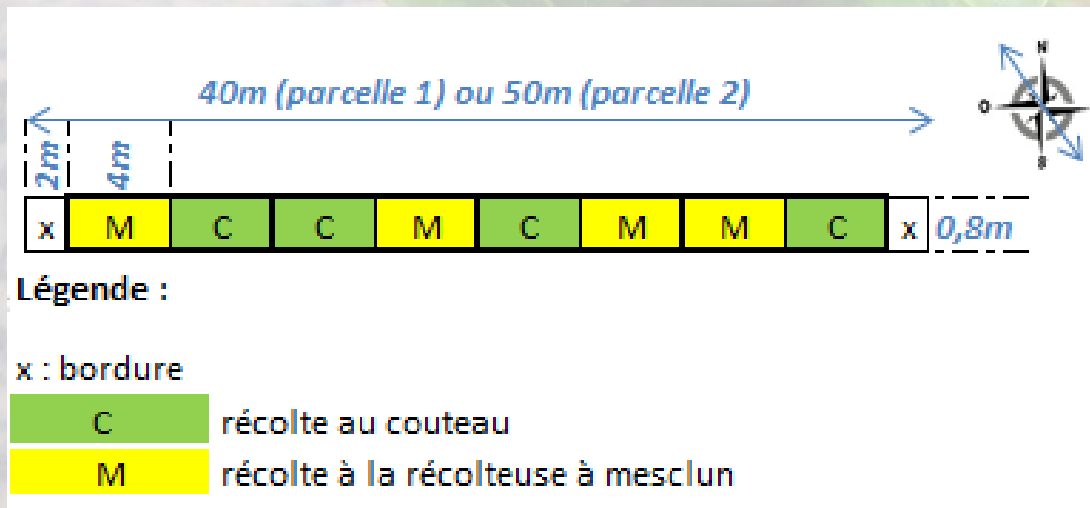 40m (parcelle 1) ou 50m (parcelle 2)
N
O
S
2m
4m
x M C C M C M M C x 0,8m
Légende :
x : bordure
C récolte au couteau
M récolte à la récolteuse à mesclun